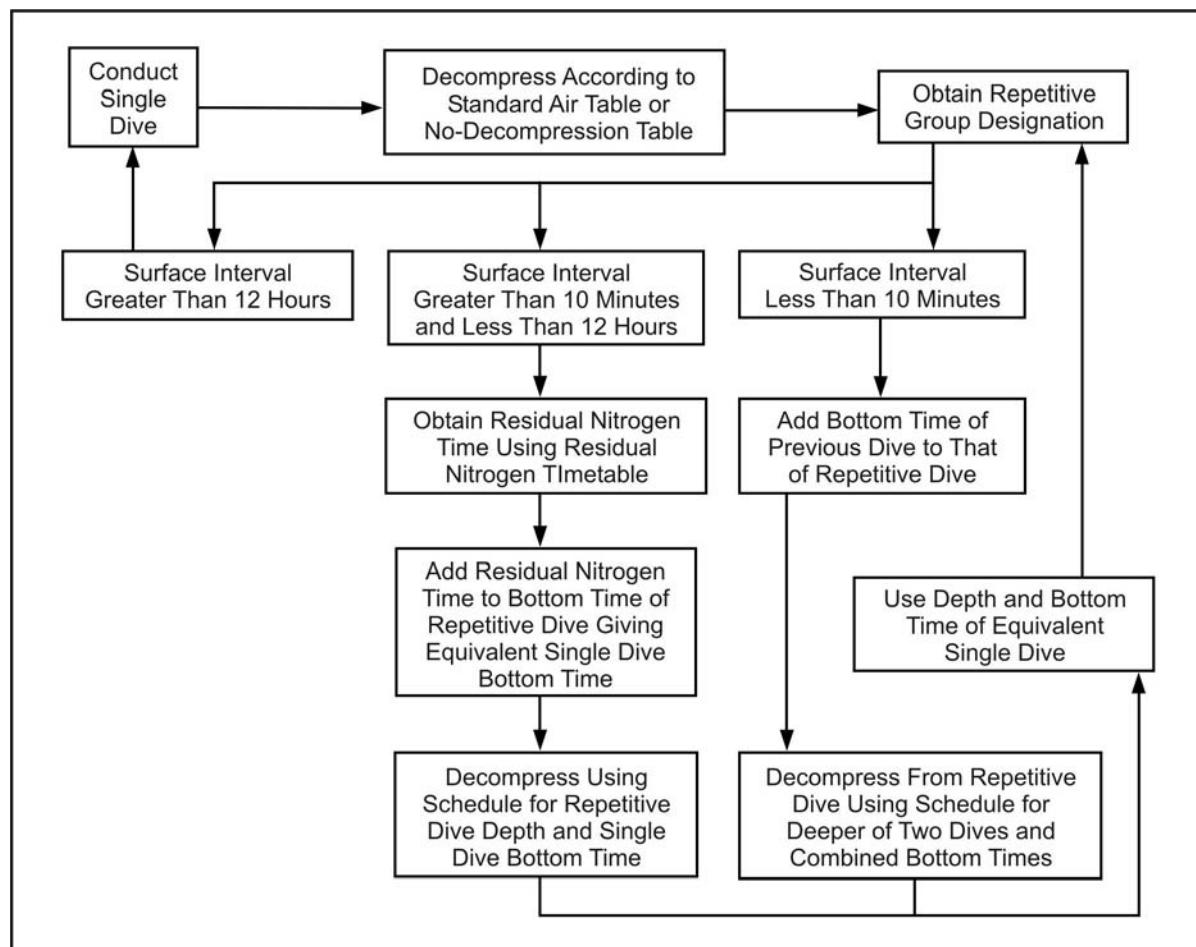 Conduct
Single
Dive
Decompress According to
Standard Air Table or
No-Decompression Table
Obtain Repetitive
Group Designation
Surface Interval
Greater Than 12 Hours
Surface Interval
Greater Than 10 Minutes
and Less Than 12 Hours
Surface Interval
Less Than 10 Minutes
Obtain Residual Nitrogen
Time Using Residual
Nitrogen TImetable
Add Bottom Time of
Previous Dive to That
of Repetitive Dive
Add Residual Nitrogen
Time to Bottom Time of
Repetitive Dive Giving
Equivalent Single Dive
Bottom Time
Use Depth and Bottom
Time of Equivalent
Single Dive
Decompress Using
Schedule for Repetitive
Dive Depth and Single
Dive Bottom Time
Decompress From Repetitive
Dive Using Schedule for
Deeper of Two Dives and
Combined Bottom Times